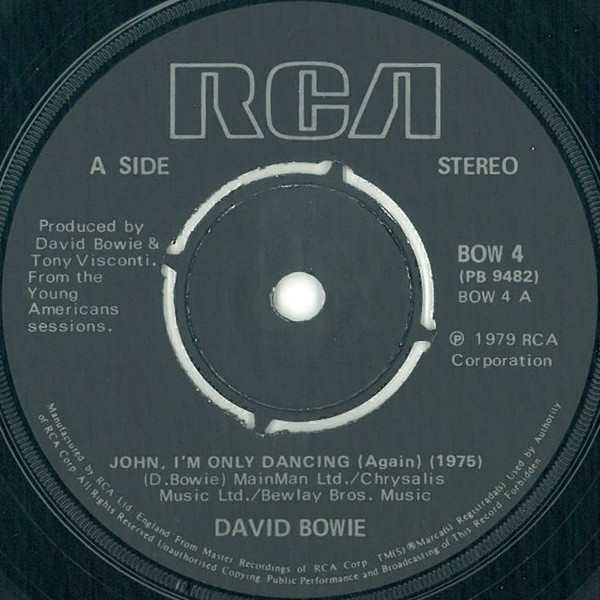 RCA
A SIDE
STEREO
Produced by
David Bowie &
Tony Visconti.
From the
Young
Americans
sessions.
BOW 4
(PB 9482)
BOW 4 A
℗ 1979 RCA
Corporation
JOHN, I'M ONLY DANCING (Again) (1975)
(D.Bowie) MainMan Ltd./Chrysalis
Music Ltd./Bewlay Bros. Music
DAVID BOWIE
Manufactured by RCA Ltd. England From Master Recordings of RCA Corp TM(S)®Marca(s) Registrada(s) Used by Authority
of RCA Corp All Rights Reserved Unauthorised Copying, Public Performance and Broadcasting of This Record Forbidden.